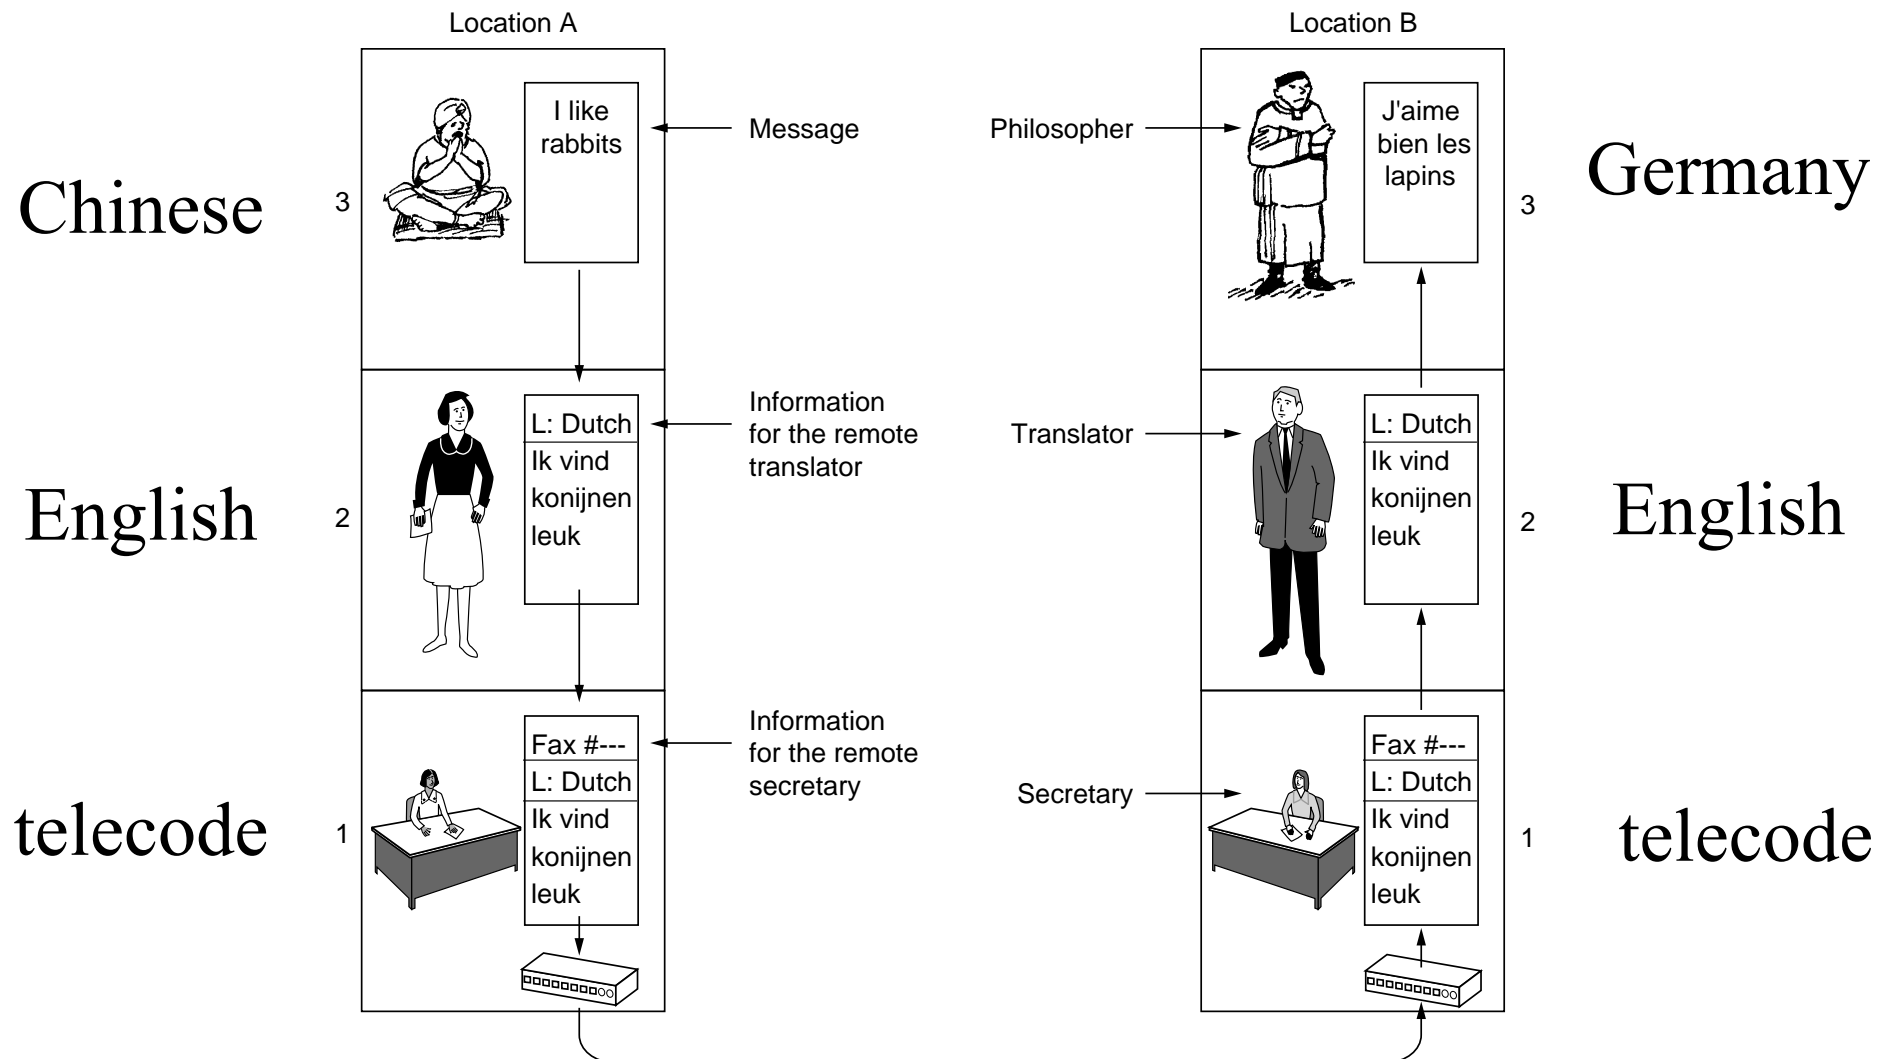 Location A
Location B
I like
rabbits
Message
Philosopher
J'aime
bien les
lapins
Chinese
3
3
Germany
L: Dutch
Ik vind
konijnen
leuk
Information
for the remote
translator
Translator
L: Dutch
Ik vind
konijnen
leuk
English
2
2
English
Fax #---
L: Dutch
Ik vind
konijnen
leuk
Information
for the remote
secretary
Secretary
Fax #---
L: Dutch
Ik vind
konijnen
leuk
telecode
1
1
telecode